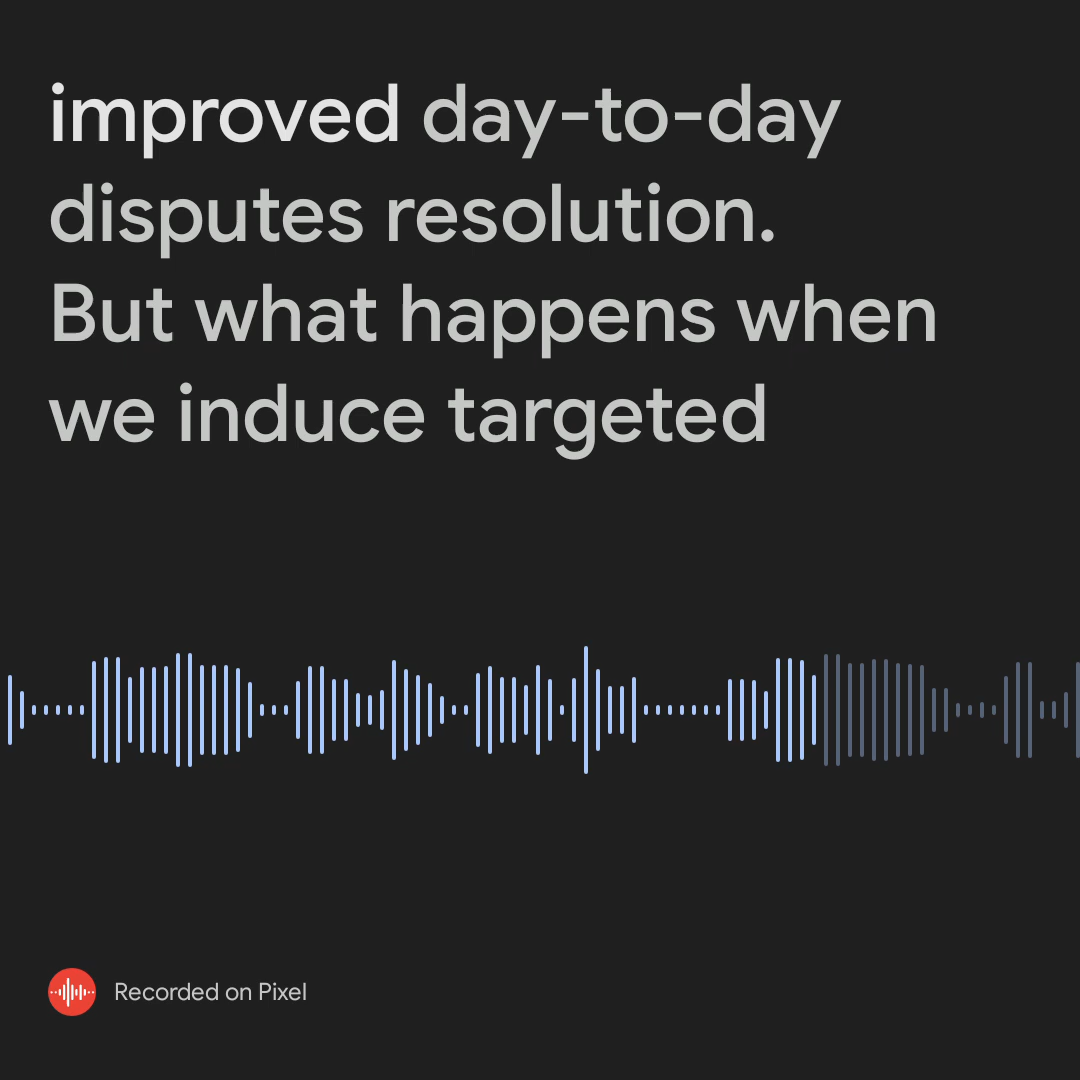 improved day-to-day
disputes resolution.
But what happens when
we induce targeted
Recorded on Pixel